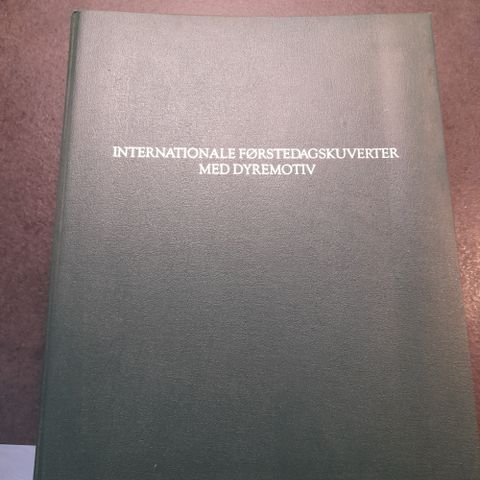 INTERNATIONALE FØRSTEDAGSKUVERTER
MED DYREMOTIV